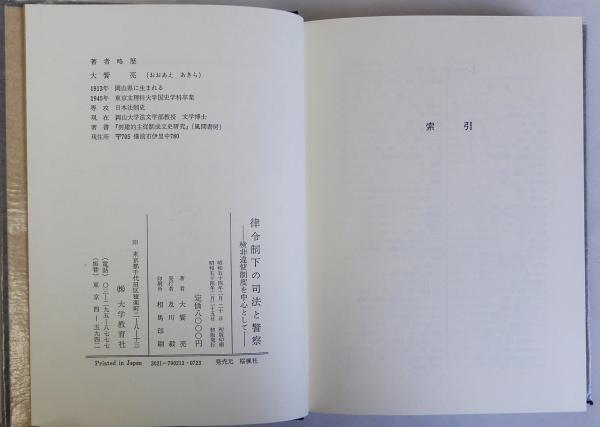 著者略歴
大饗 亮 (おおあえ あきら)
1913年 岡山県に生まれる
1945年 東京文理科大学国史学科卒業
専攻 日本法制史
現在 岡山大学法文学部教授 文学博士
著書 『封建的主従制成立史研究』(風間書房)
現住所 〒705 備前市伊里中780
律令制下の司法と警察
――検非違使制度を中心として――
昭和五十四年二月二十日 初版印刷
昭和五十四年二月二十五日 初版発行
定価八〇〇〇円
著者 大饗 亮
発行者 及川 毅
印刷所 相馬印刷
㈱ 大学教育社
東京都千代田区猿楽町二-八-十三
(電話) 〇三-二九五-八七七七
(振替) 東京 四-五九四二
Printed in Japan 3021-790213-0723 発売元 桜楓社
索引